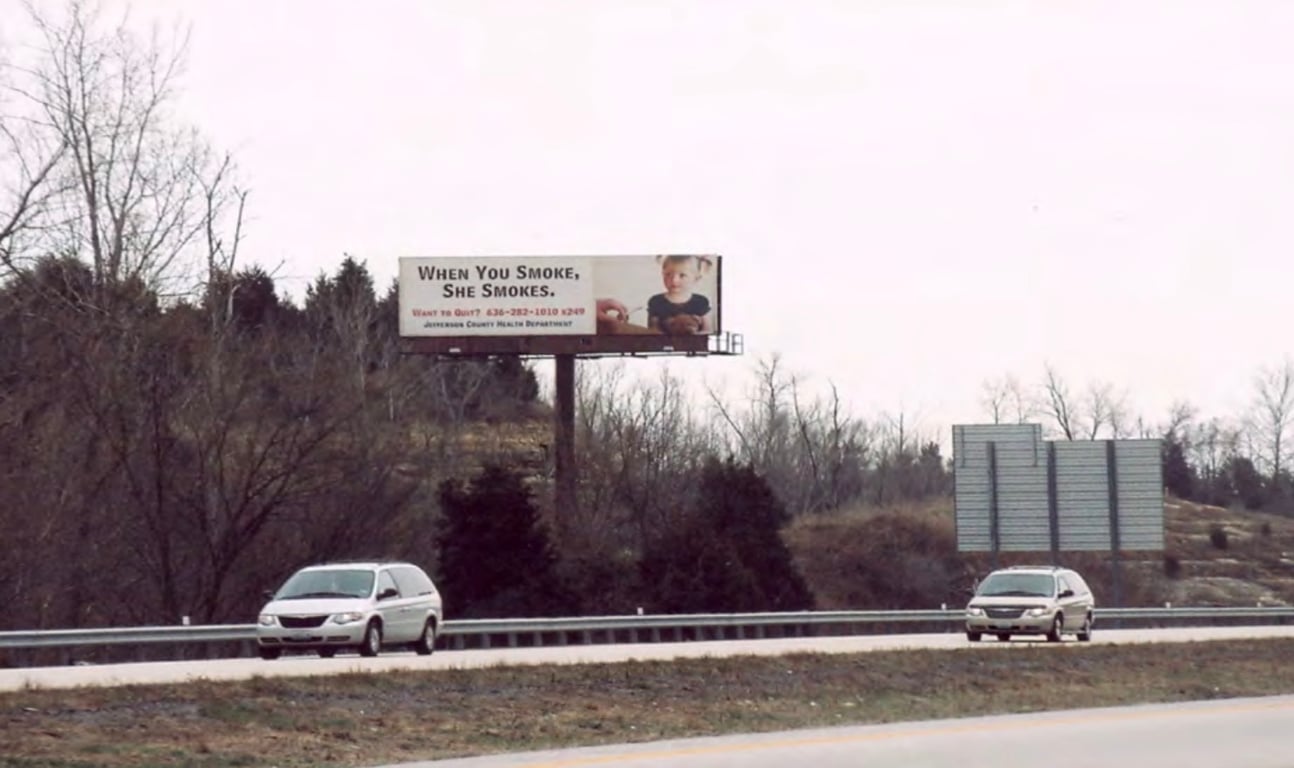 When You Smoke,
She Smokes.
Want to Quit? 636-282-1010 x249
Jefferson County Health Department